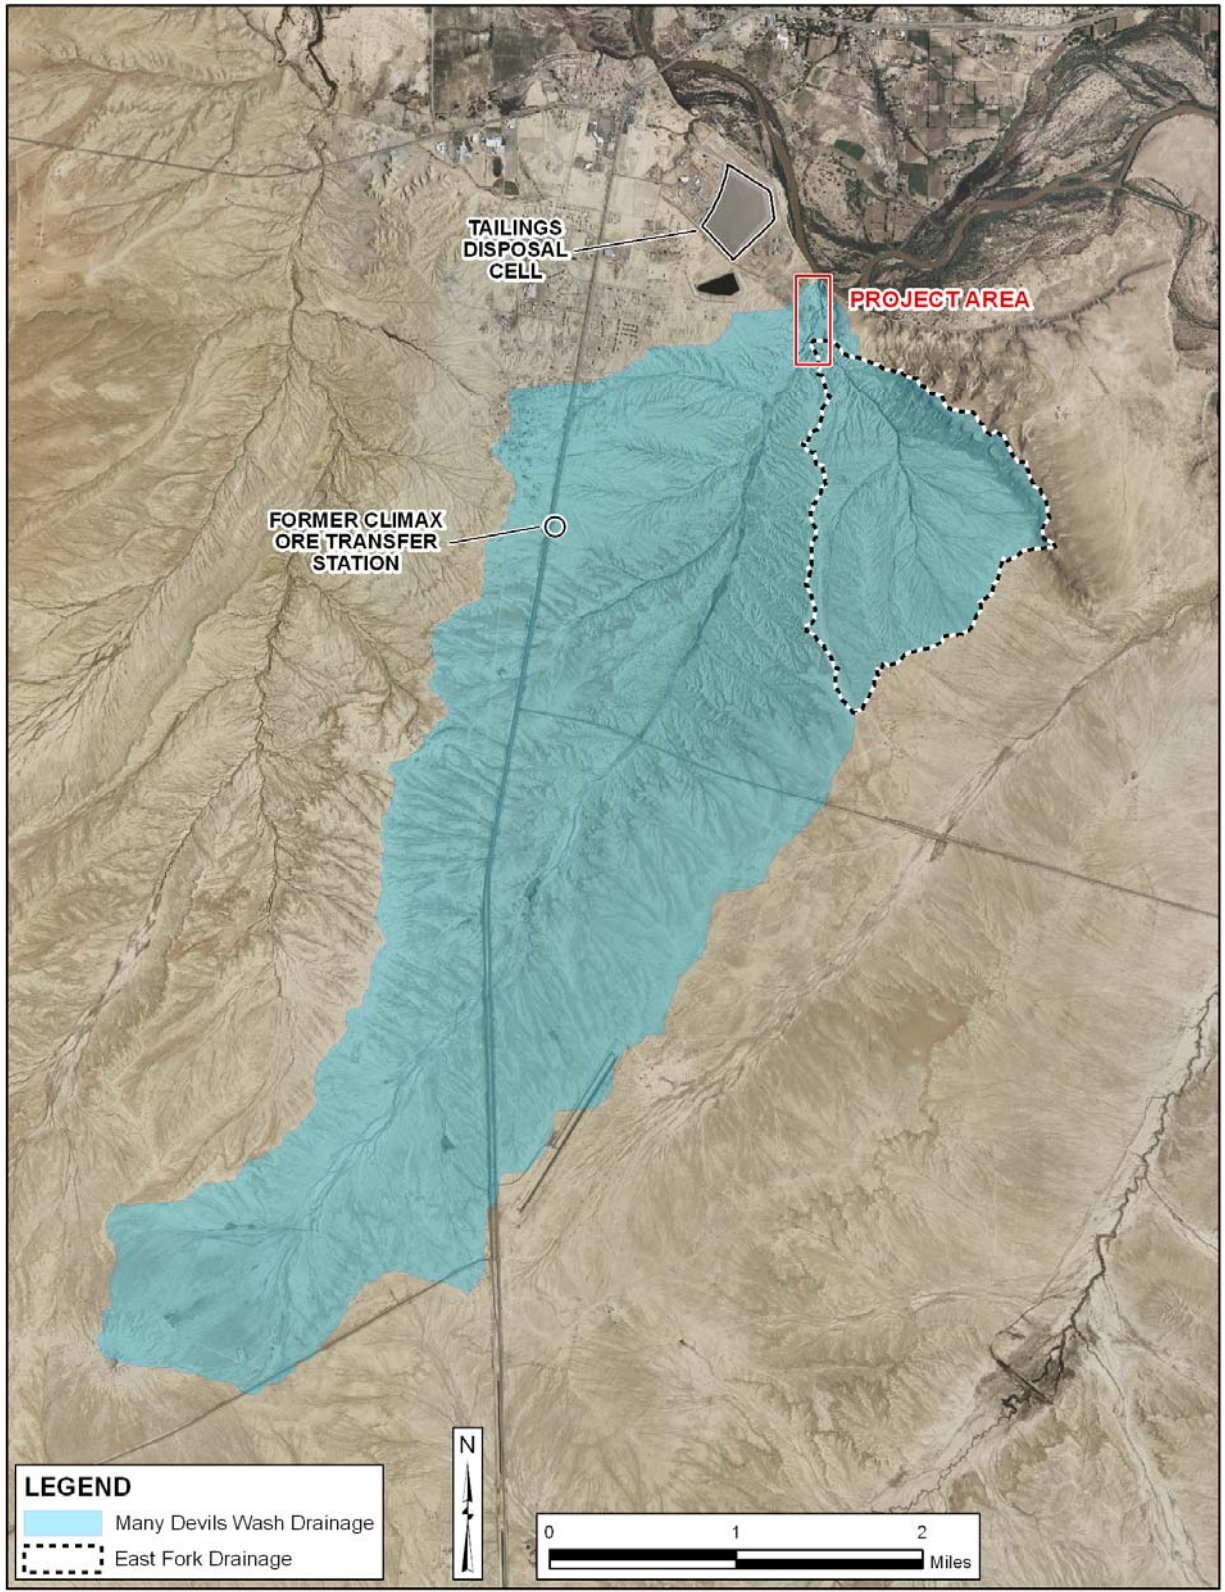 TAILINGS
DISPOSAL
CELL
PROJECT AREA
FORMER CLIMAX
ORE TRANSFER
STATION
N
LEGEND
Many Devils Wash Drainage
East Fork Drainage
0 1 2
Miles